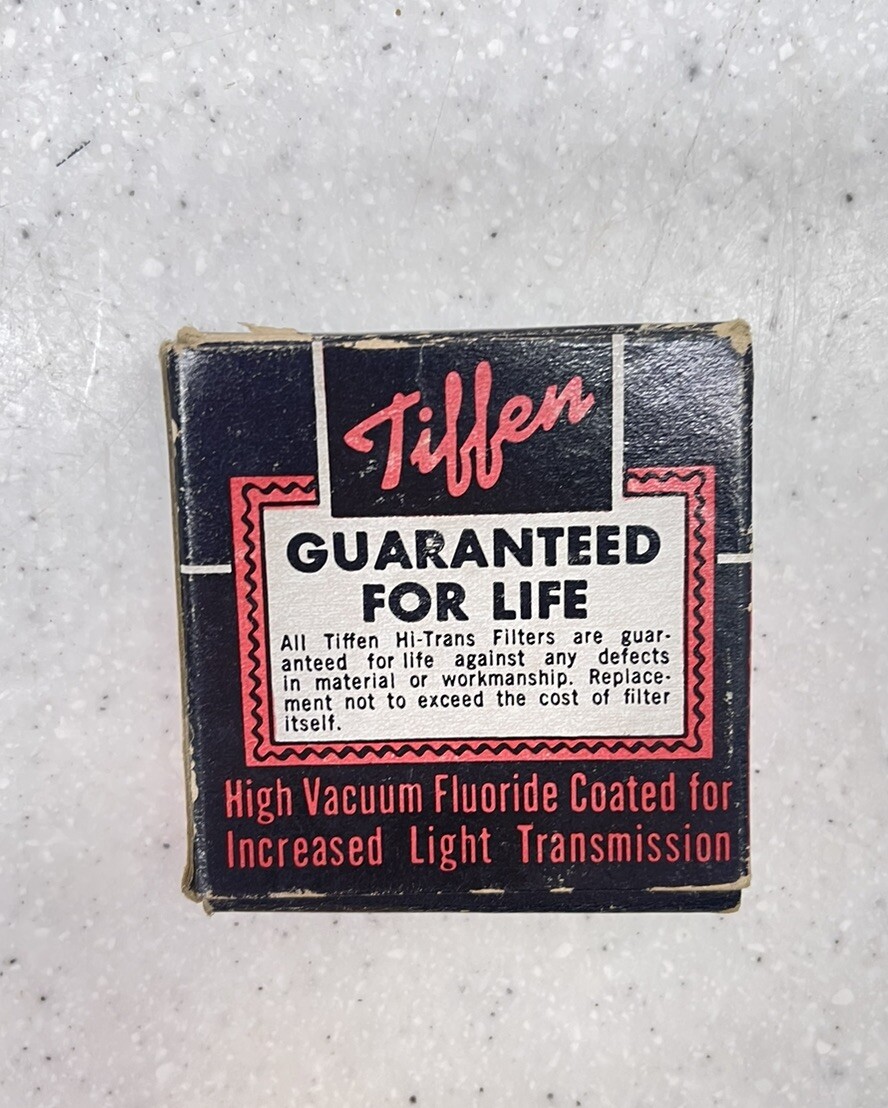 Tiffen
GUARANTEED
FOR LIFE
All Tiffen Hi-Trans Filters are guar-
anteed for life against any defects
in material or workmanship. Replace-
ment not to exceed the cost of filter
itself.
High Vacuum Fluoride Coated for
Increased Light Transmission